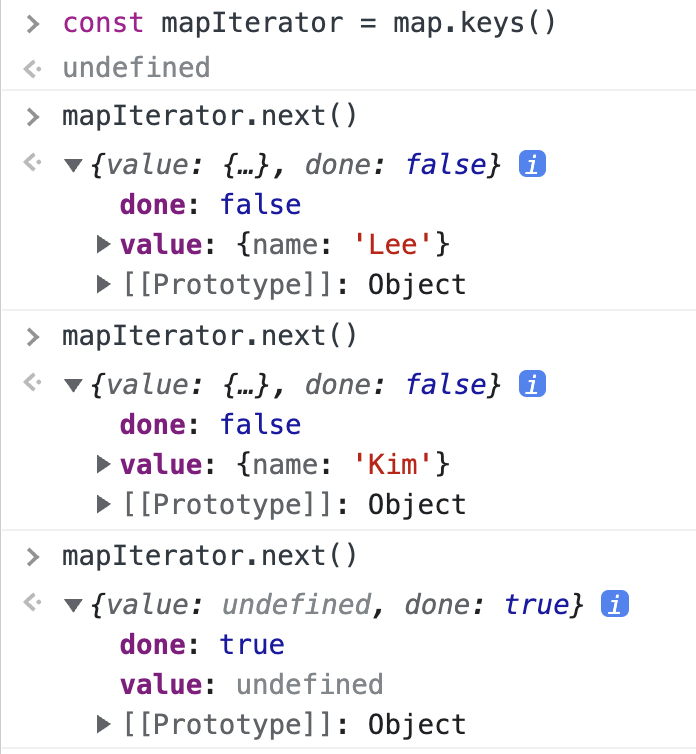 > const mapIterator = map.keys()
<· undefined
> mapIterator.next()
<· ▼{value: {…}, done: false} i
done: false
▶ value: {name: 'Lee'}
▶ [[Prototype]]: Object
> mapIterator.next()
<· ▼{value: {…}, done: false} i
done: false
▶ value: {name: 'Kim'}
▶ [[Prototype]]: Object
> mapIterator.next()
<· ▼{value: undefined, done: true} i
done: true
value: undefined
▶ [[Prototype]]: Object